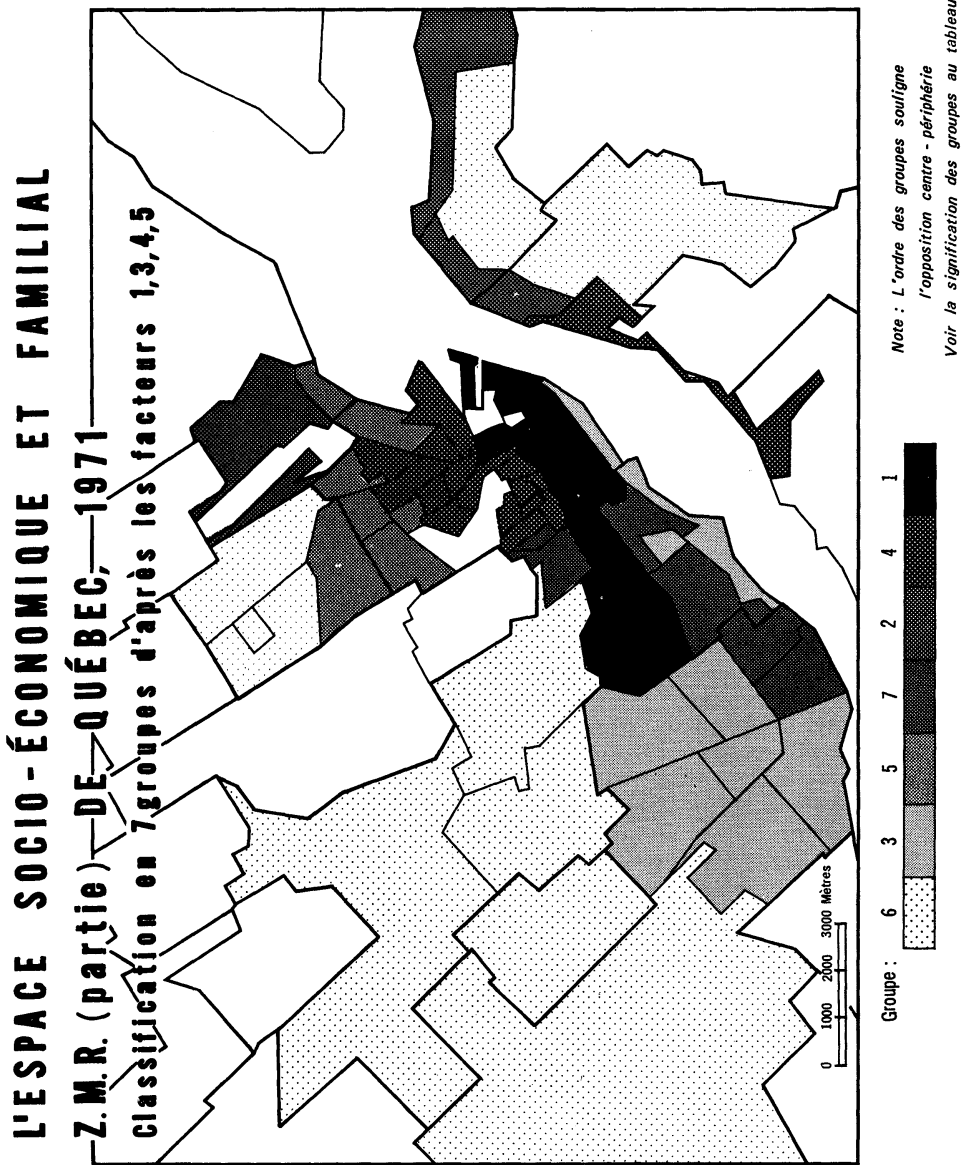 L'ESPACE SOCIO-ÉCONOMIQUE ET FAMILIAL
Z.M.R. (partie) DE QUÉBEC, 1971
Classification en 7 groupes d'après les facteurs 1,3,4,5
0 1000 2000 3000 Mètres
Groupe : 6 3 5 7 2 4 1
Note : L'ordre des groupes souligne
l'opposition centre - périphérie
Voir la signification des groupes au tableau